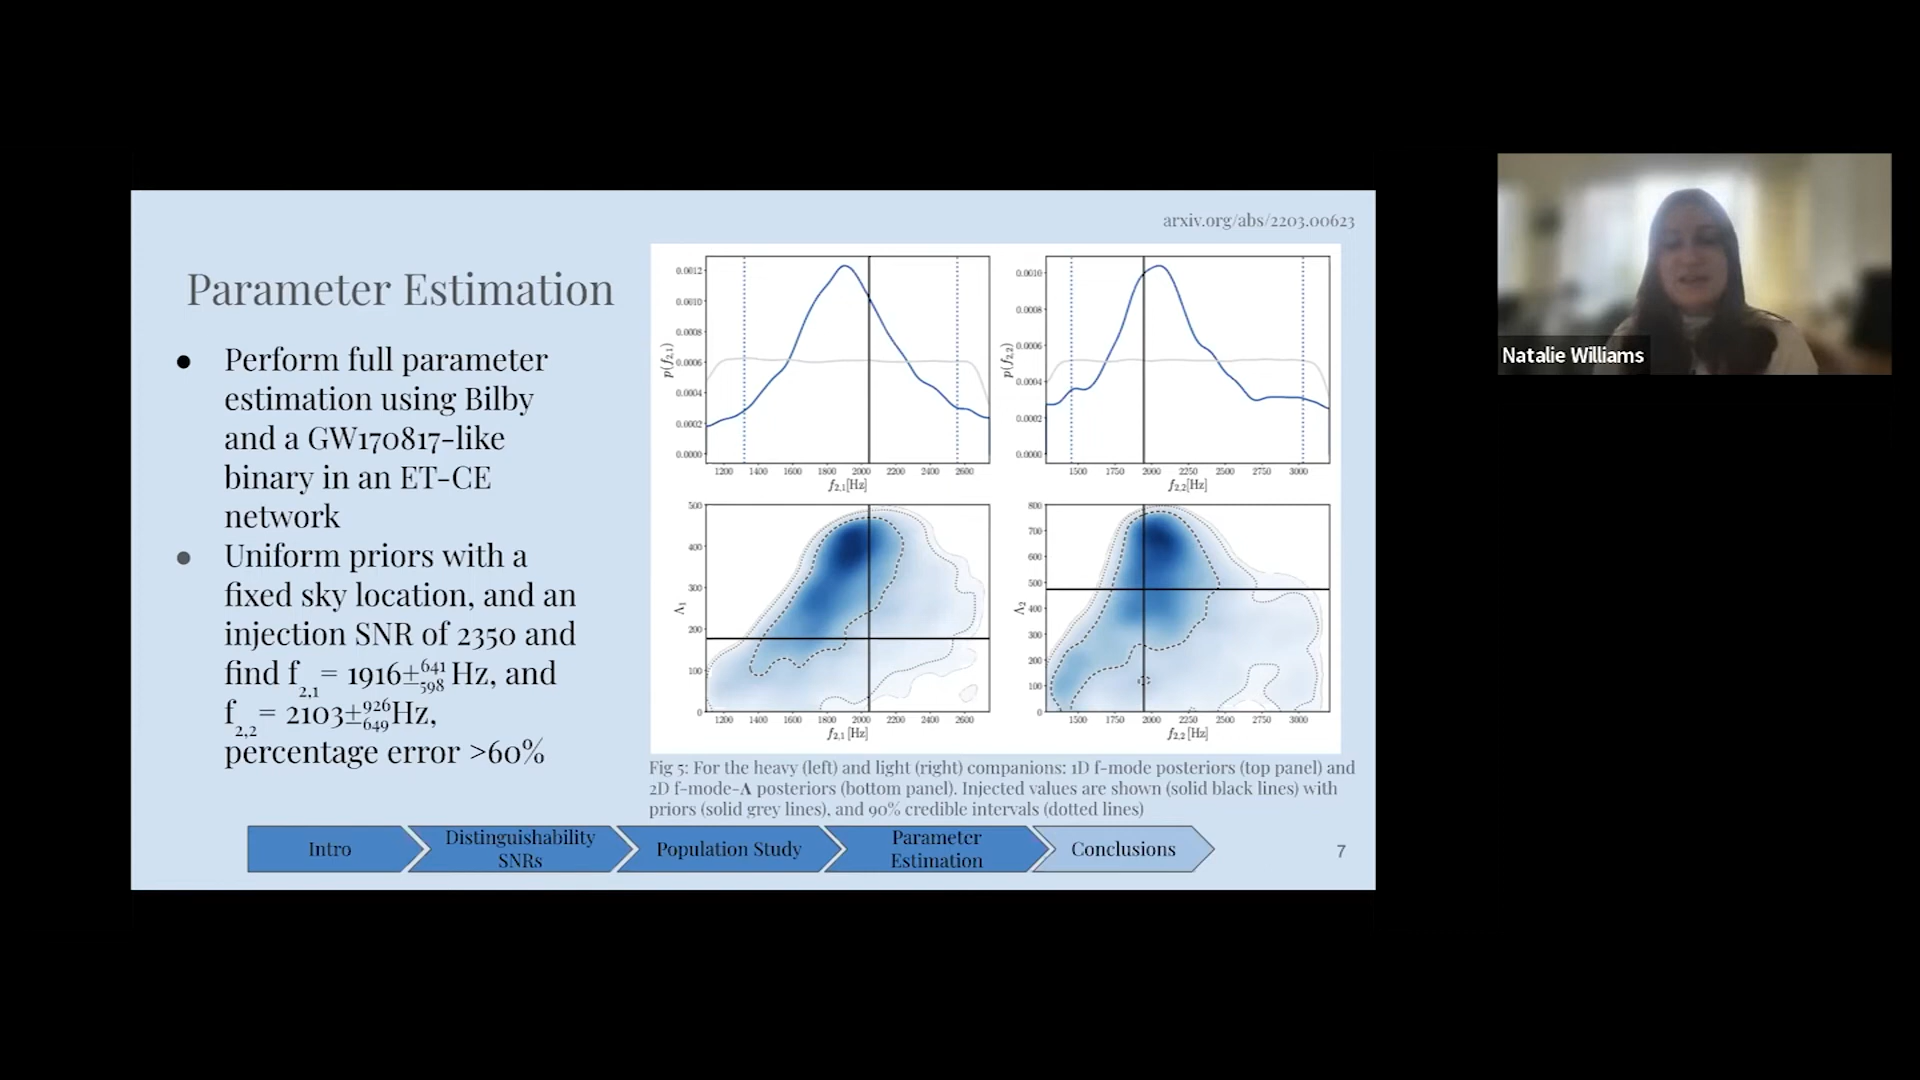 arxiv.org/abs/2203.00623
Parameter Estimation
● Perform full parameter
estimation using Bilby
and a GW170817-like
binary in an ET-CE
network
● Uniform priors with a
fixed sky location, and an
injection SNR of 2350 and
find f2,1 = 1916±641 598 Hz, and
f2,2 = 2103±926 649 Hz,
percentage error >60%
0.0012
0.0010
0.0008
0.0006
0.0004
0.0002
0.0000
p(f2,1)
1200 1400 1600 1800 2000 2200 2400 2600
f2,1[Hz]
0.0010
0.0008
0.0006
0.0004
0.0002
0.0000
p(f2,2)
1500 1750 2000 2250 2500 2750 3000
f2,2[Hz]
500
400
300
200
100
0
Λ1
1200 1400 1600 1800 2000 2200 2400 2600
f2,1[Hz]
800
700
600
500
400
300
200
100
0
Λ2
1500 1750 2000 2250 2500 2750 3000
f2,2[Hz]
Fig 5: For the heavy (left) and light (right) companions: 1D f-mode posteriors (top panel) and
2D f-mode-Λ posteriors (bottom panel). Injected values are shown (solid black lines) with
priors (solid grey lines), and 90% credible intervals (dotted lines)
Intro
Distinguishability
SNRs
Population Study
Parameter
Estimation
Conclusions
7
Natalie Williams